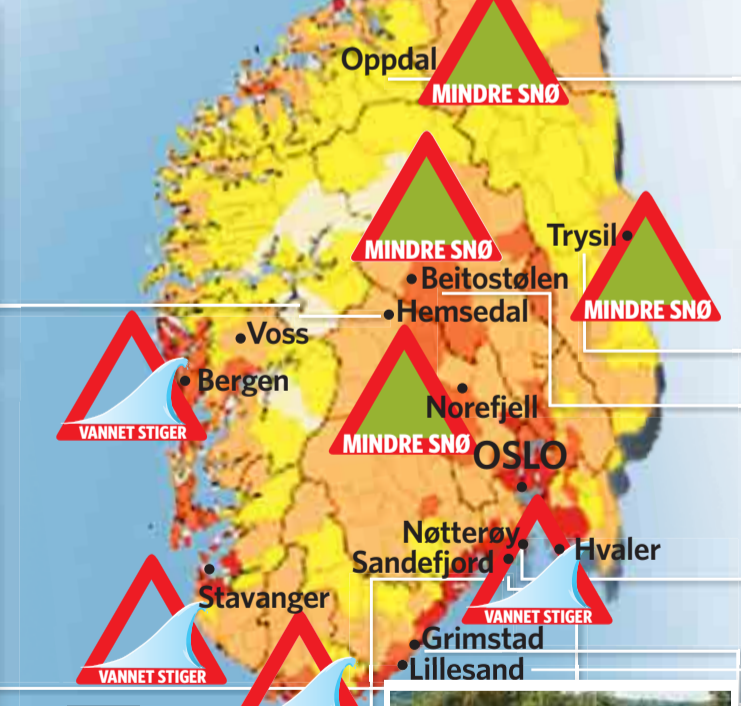 Oppdal
MINDRE SNØ
MINDRE SNØ
Trysil
MINDRE SNØ
Beitostølen
Hemsedal
Voss
Bergen
VANNET STIGER
Norefjell
MINDRE SNØ
OSLO
Nøtterøy
Sandefjord
Hvaler
Stavanger
VANNET STIGER
VANNET STIGER
Grimstad
Lillesand